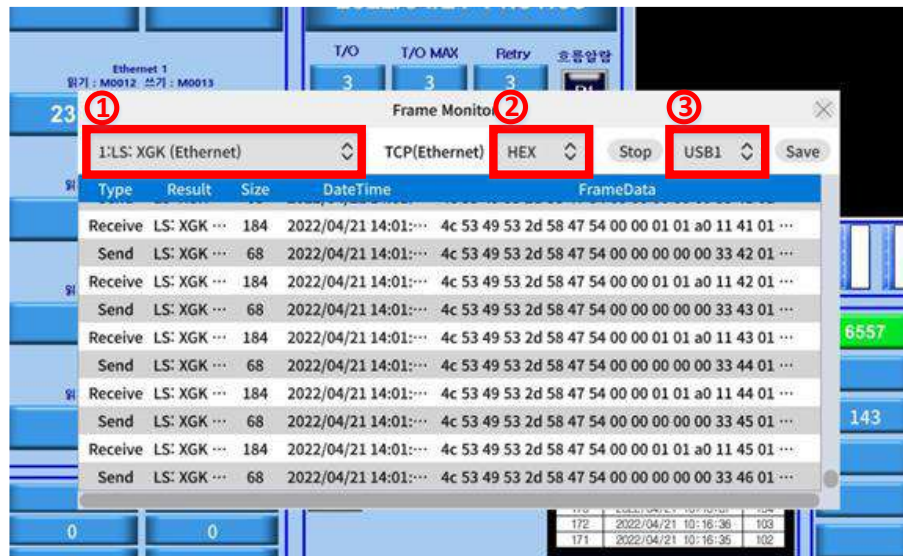 T/O T/O MAX Retry 흐름암람
Ethernet 1
읽기 : M0012 쓰기 : M0013
3 3 3
23
① ② ③
Frame Monitor
1:LS: XGK (Ethernet) TCP(Ethernet) HEX Stop USB1 Save
Type Result Size DateTime FrameData
Receive LS: XGK ⋯ 184 2022/04/21 14:01:⋯ 4c 53 49 53 2d 58 47 54 00 00 01 01 a0 11 41 01 ⋯
Send LS: XGK ⋯ 68 2022/04/21 14:01:⋯ 4c 53 49 53 2d 58 47 54 00 00 00 00 00 33 42 01 ⋯
Receive LS: XGK ⋯ 184 2022/04/21 14:01:⋯ 4c 53 49 53 2d 58 47 54 00 00 01 01 a0 11 42 01 ⋯
Send LS: XGK ⋯ 68 2022/04/21 14:01:⋯ 4c 53 49 53 2d 58 47 54 00 00 00 00 00 33 43 01 ⋯
Receive LS: XGK ⋯ 184 2022/04/21 14:01:⋯ 4c 53 49 53 2d 58 47 54 00 00 01 01 a0 11 43 01 ⋯
6557
Send LS: XGK ⋯ 68 2022/04/21 14:01:⋯ 4c 53 49 53 2d 58 47 54 00 00 00 00 00 33 44 01 ⋯
Receive LS: XGK ⋯ 184 2022/04/21 14:01:⋯ 4c 53 49 53 2d 58 47 54 00 00 01 01 a0 11 44 01 ⋯
Send LS: XGK ⋯ 68 2022/04/21 14:01:⋯ 4c 53 49 53 2d 58 47 54 00 00 00 00 00 33 45 01 ⋯
143
Receive LS: XGK ⋯ 184 2022/04/21 14:01:⋯ 4c 53 49 53 2d 58 47 54 00 00 01 01 a0 11 45 01 ⋯
Send LS: XGK ⋯ 68 2022/04/21 14:01:⋯ 4c 53 49 53 2d 58 47 54 00 00 00 00 00 33 46 01 ⋯
0 0
172 2022/04/21 10:16:36 103
171 2022/04/21 10:16:35 102